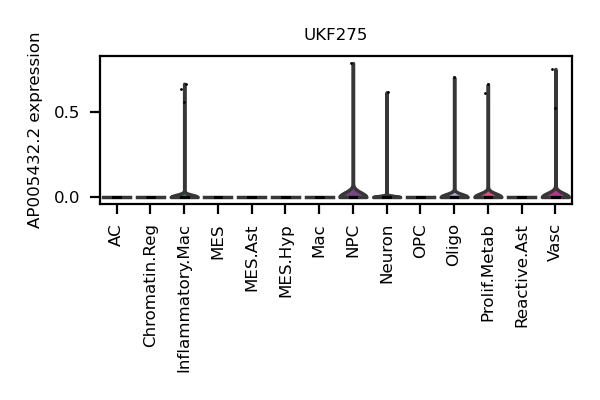 UKF275
AP005432.2 expression
0.5
0.0
AC
Chromatin.Reg
Inflammatory.Mac
MES
MES.Ast
MES.Hyp
Mac
NPC
Neuron
OPC
Oligo
Prolif.Metab
Reactive.Ast
Vasc